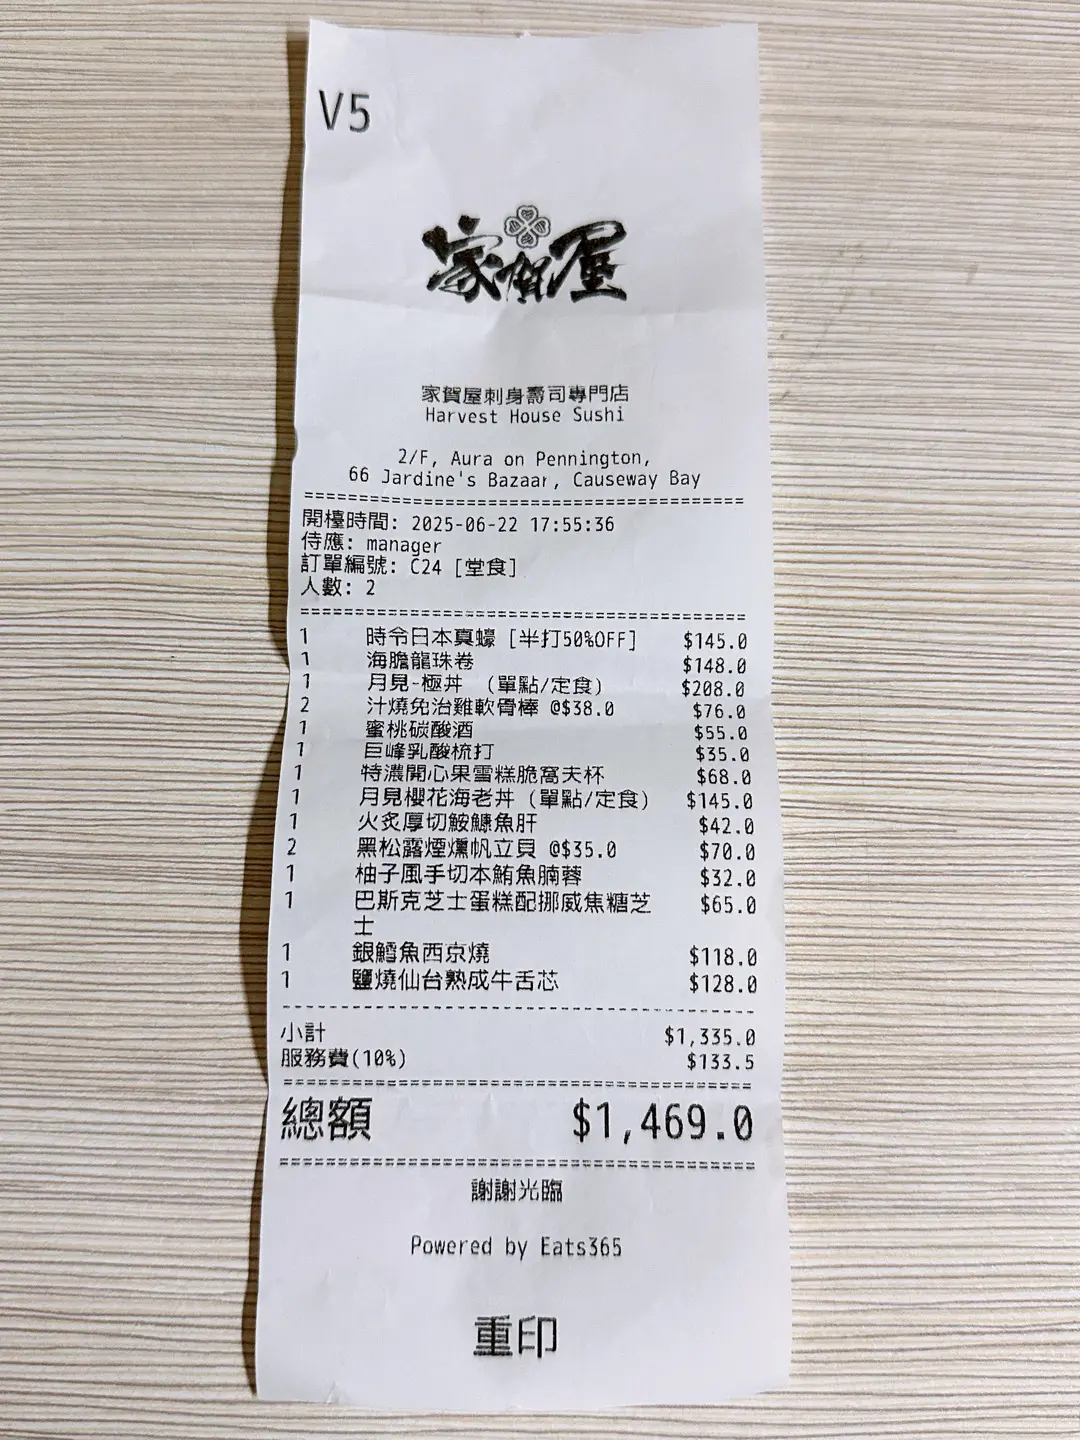 V5
家賀屋
家賀屋刺身壽司專門店
Harvest House Sushi
2/F, Aura on Pennington,
66 Jardine's Bazaar, Causeway Bay
開檯時間: 2025-06-22 17:55:36
侍應: manager
訂單編號: C24 [堂食]
人數: 2
1 時令日本真蠔 [半打50%OFF] $145.0
1 海膽龍珠卷 $148.0
1 月見-極丼 (單點/定食) $208.0
2 汁燒免治雞軟骨棒 @$38.0 $76.0
1 蜜桃碳酸酒 $55.0
1 巨峰乳酸梳打 $35.0
1 特濃開心果雪糕脆窩夫杯 $68.0
1 月見櫻花海老丼 (單點/定食) $145.0
1 火炙厚切鮟鱇魚肝 $42.0
2 黑松露煙燻帆立貝 @$35.0 $70.0
1 柚子風手切本鮪魚腩蓉 $32.0
1 巴斯克芝士蛋糕配挪威焦糖芝 $65.0
士
1 銀鱈魚西京燒 $118.0
1 鹽燒仙台熟成牛舌芯 $128.0
小計 $1,335.0
服務費(10%) $133.5
總額 $1,469.0
謝謝光臨
Powered by Eats365
重印